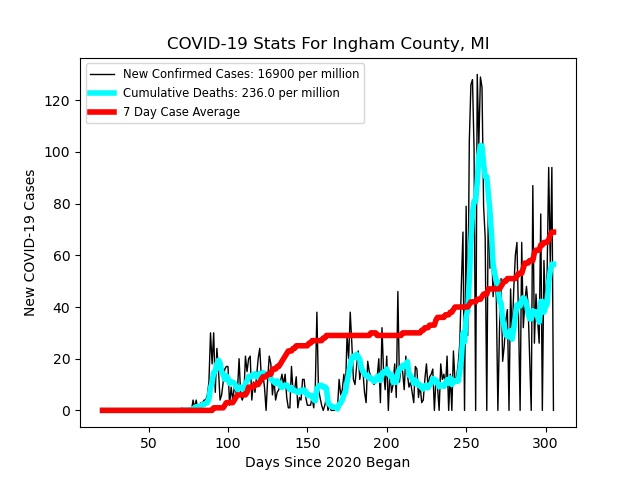 COVID-19 Stats For Ingham County, MI
New Confirmed Cases: 16900 per million
Cumulative Deaths: 236.0 per million
7 Day Case Average
120
100
80
60
40
20
0
New COVID-19 Cases
50 100 150 200 250 300
Days Since 2020 Began